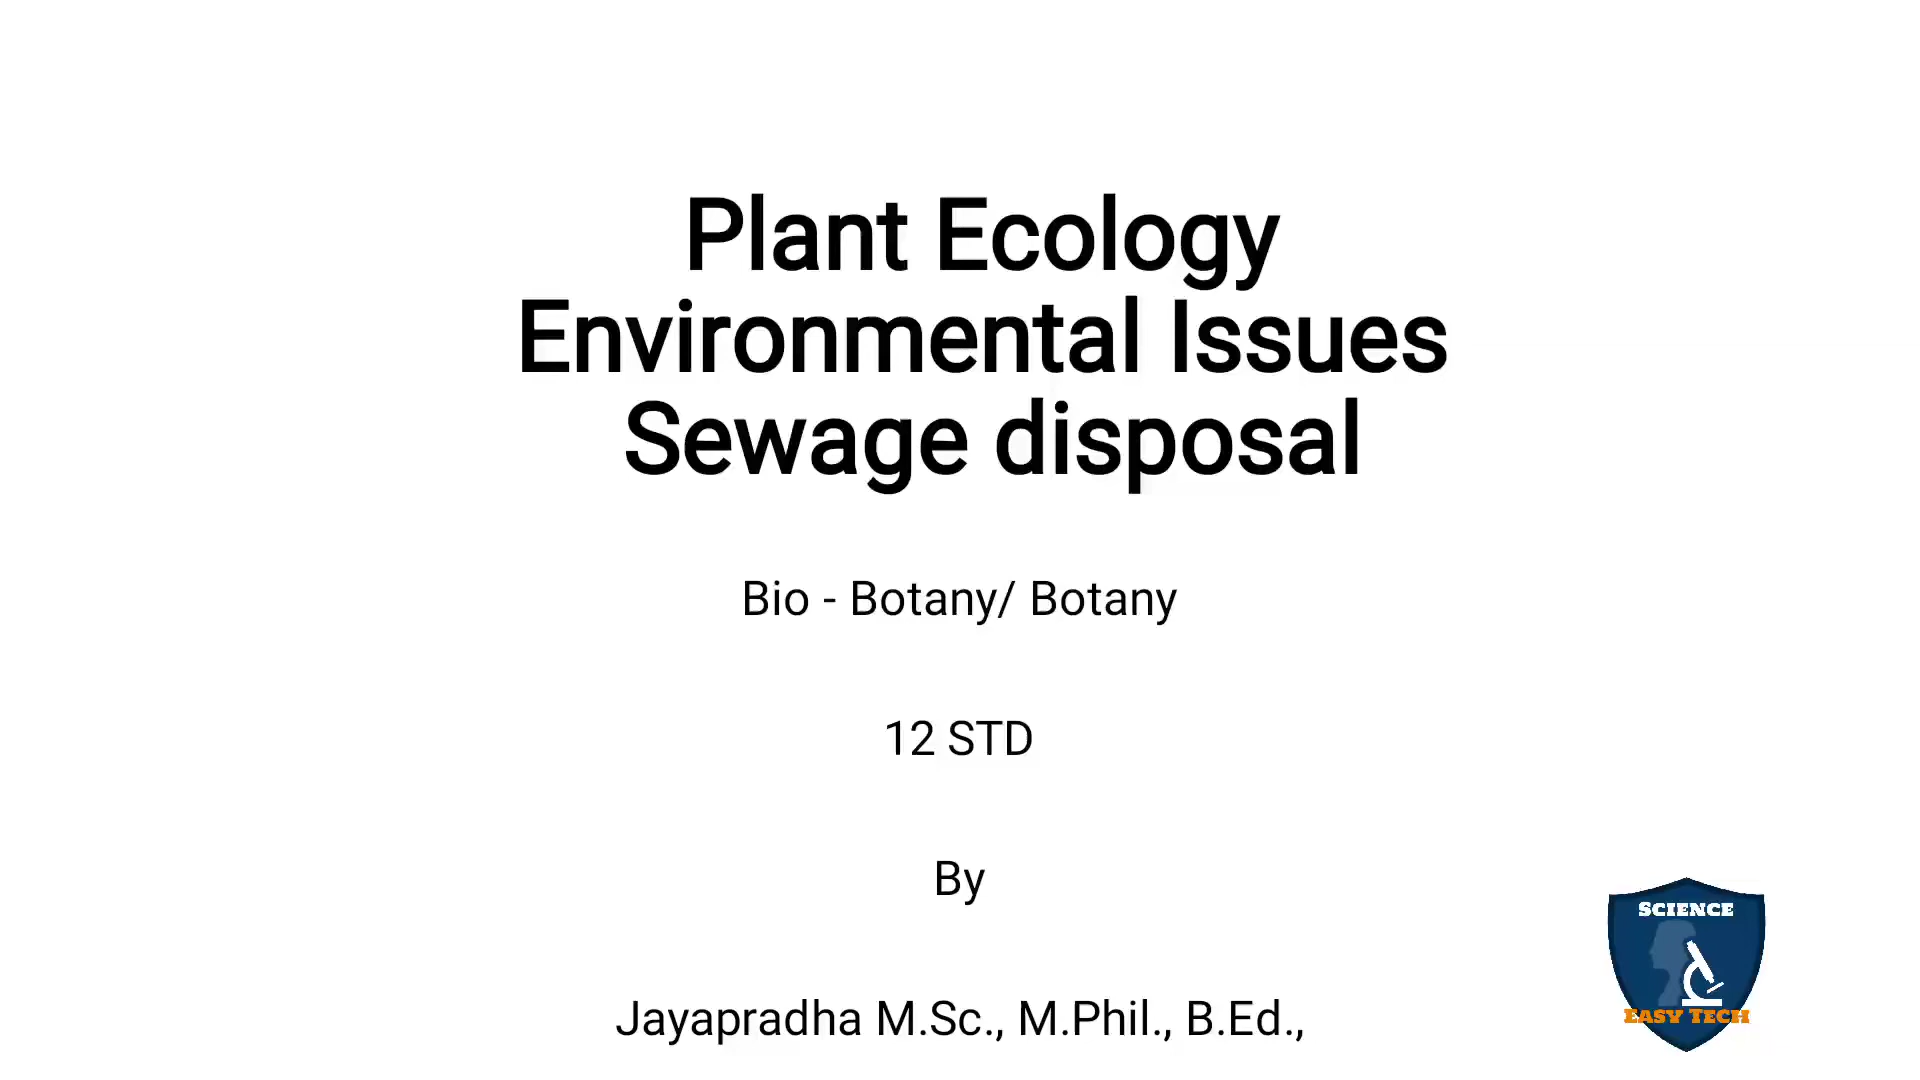 Plant Ecology
Environmental Issues
Sewage disposal
Bio - Botany/ Botany
12 STD
By
Jayapradha M.Sc., M.Phil., B.Ed.,
SCIENCE
EASY TECH